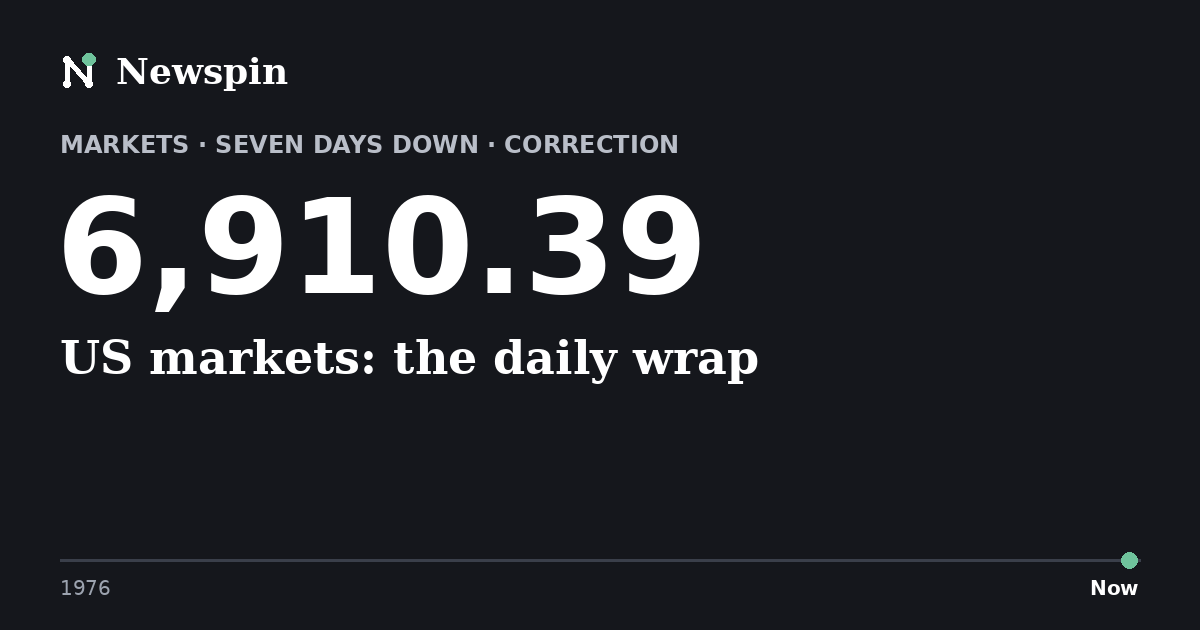 Newspin
MARKETS · SEVEN DAYS DOWN · CORRECTION
6,910.39
US markets: the daily wrap
1976
Now